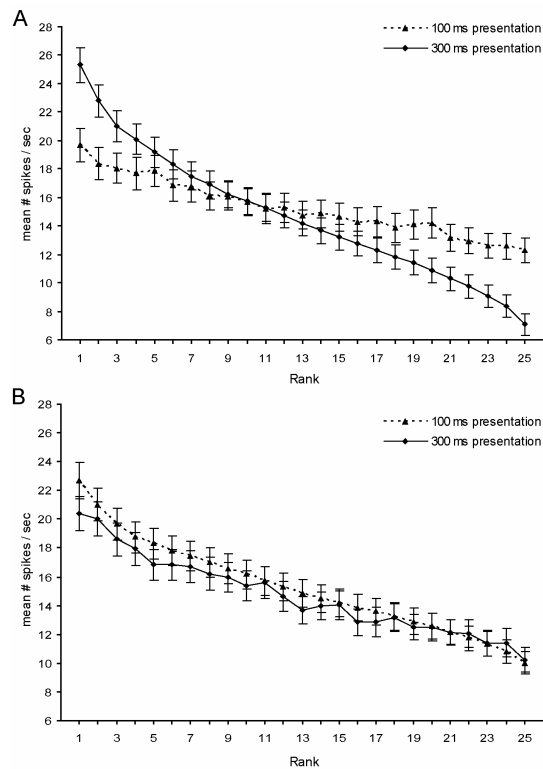 A
28
26
24
22
20
18
16
14
12
10
8
6
mean # spikes / sec
100 ms presentation
300 ms presentation
1 3 5 7 9 11 13 15 17 19 21 23 25
Rank
B
28
26
24
22
20
18
16
14
12
10
8
6
mean # spikes / sec
100 ms presentation
300 ms presentation
1 3 5 7 9 11 13 15 17 19 21 23 25
Rank